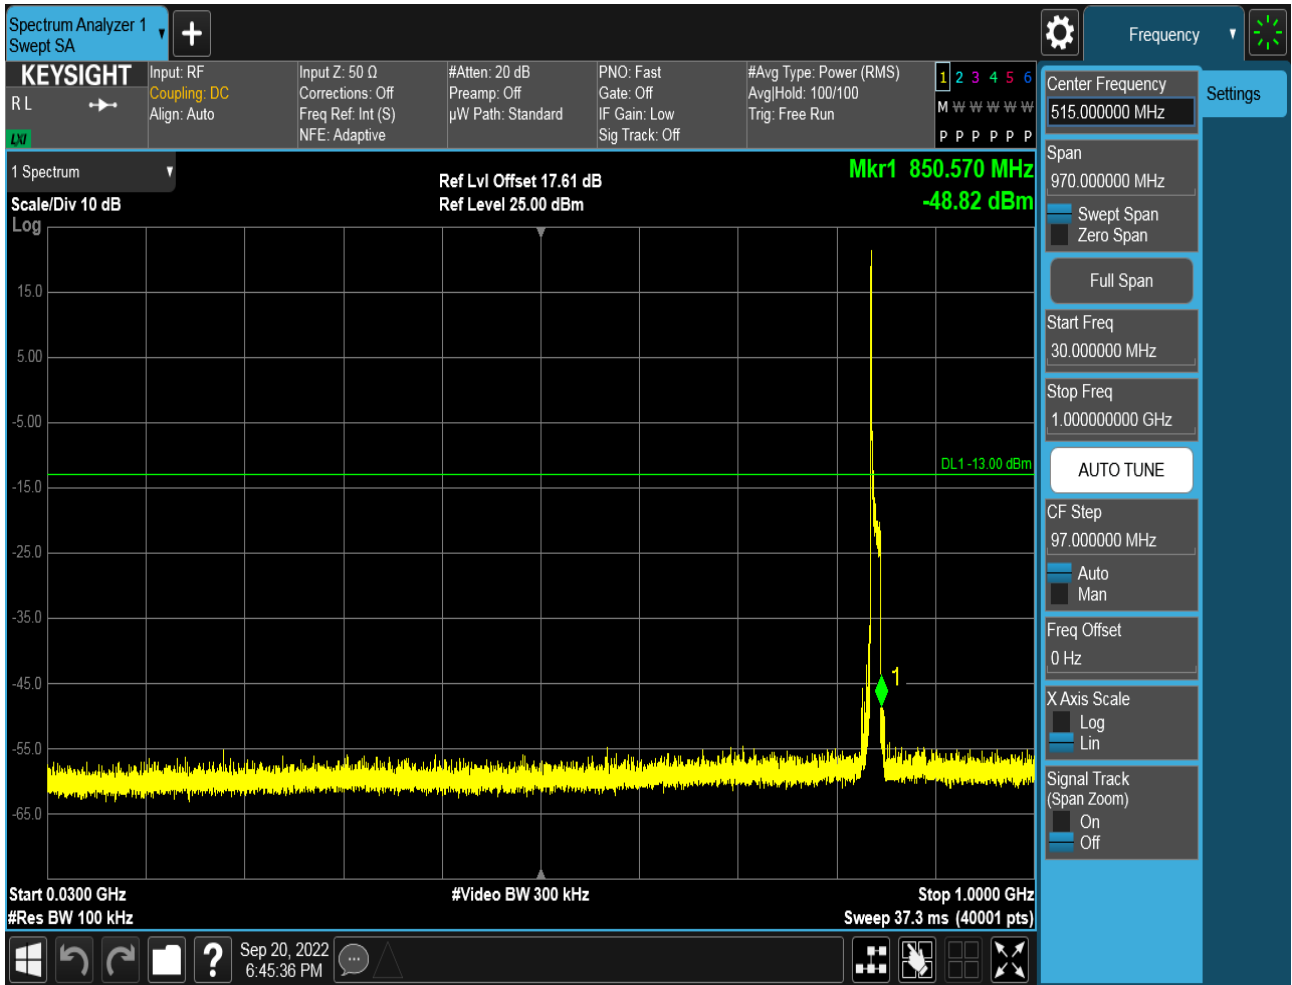 Spectrum Analyzer 1
Swept SA
Frequency
KEYSIGHT
R L
LXI
Input: RF
Coupling: DC
Align: Auto
Input Z: 50 Ω
Corrections: Off
Freq Ref: Int (S)
NFE: Adaptive
#Atten: 20 dB
Preamp: Off
µW Path: Standard
PNO: Fast
Gate: Off
IF Gain: Low
Sig Track: Off
#Avg Type: Power (RMS)
Avg|Hold: 100/100
Trig: Free Run
1 2 3 4 5 6
M W W W W W
P P P P P P
1 Spectrum
Scale/Div 10 dB
Log
Ref Lvl Offset 17.61 dB
Ref Level 25.00 dBm
Mkr1 850.570 MHz
-48.82 dBm
15.0
5.00
-5.00
DL1 -13.00 dBm
-15.0
-25.0
-35.0
-45.0
1
-55.0
-65.0
Start 0.0300 GHz
#Video BW 300 kHz
Stop 1.0000 GHz
#Res BW 100 kHz
Sweep 37.3 ms (40001 pts)
Center Frequency
515.000000 MHz
Settings
Span
970.000000 MHz
Swept Span
Zero Span
Full Span
Start Freq
30.000000 MHz
Stop Freq
1.000000000 GHz
AUTO TUNE
CF Step
97.000000 MHz
Auto
Man
Freq Offset
0 Hz
X Axis Scale
Log
Lin
Signal Track
(Span Zoom)
On
Off
?
Sep 20, 2022
6:45:36 PM